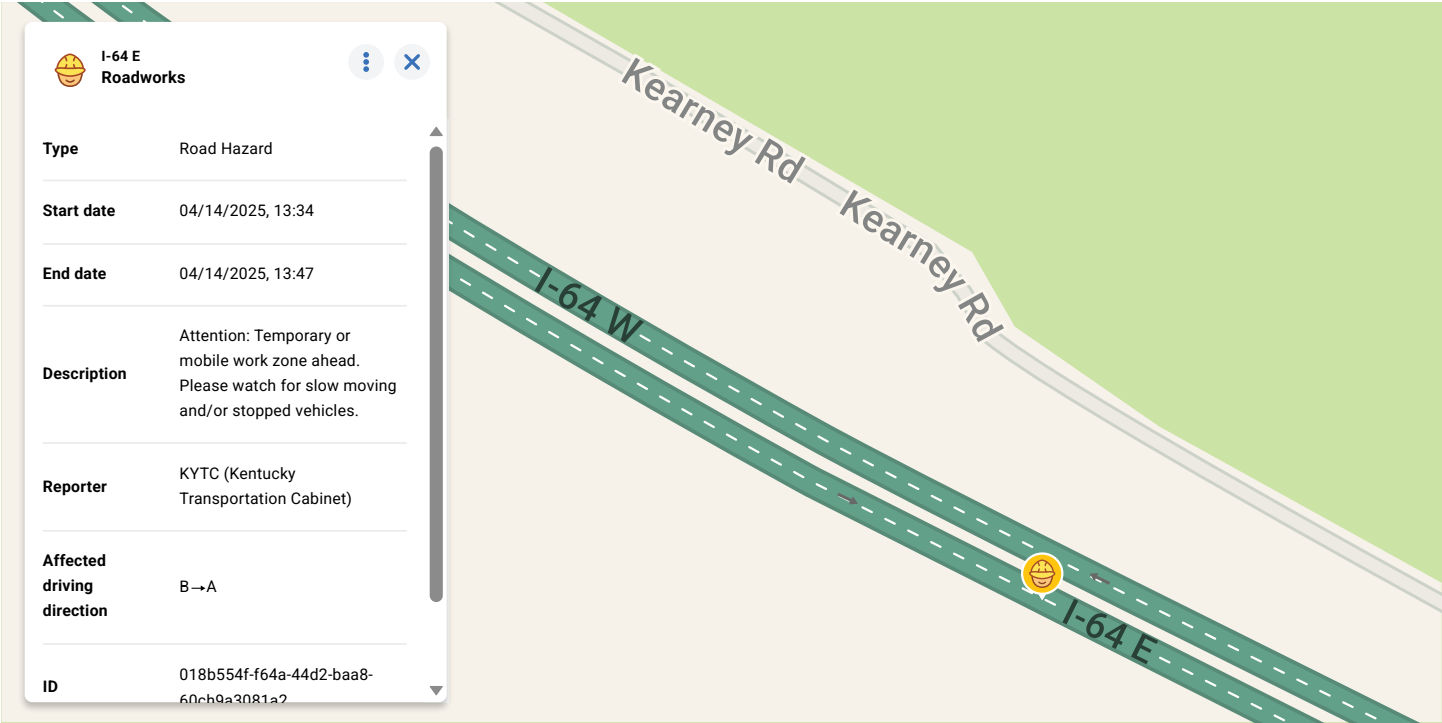 I-64 E
Roadworks
Type
Road Hazard
Start date
04/14/2025, 13:34
End date
04/14/2025, 13:47
Description
Attention: Temporary or
mobile work zone ahead.
Please watch for slow moving
and/or stopped vehicles.
Reporter
KYTC (Kentucky
Transportation Cabinet)
Affected
driving
direction
B→A
ID
018b554f-f64a-44d2-baa8-
60cb9a3081a2
Kearney Rd
Kearney Rd
I-64 W
I-64 E